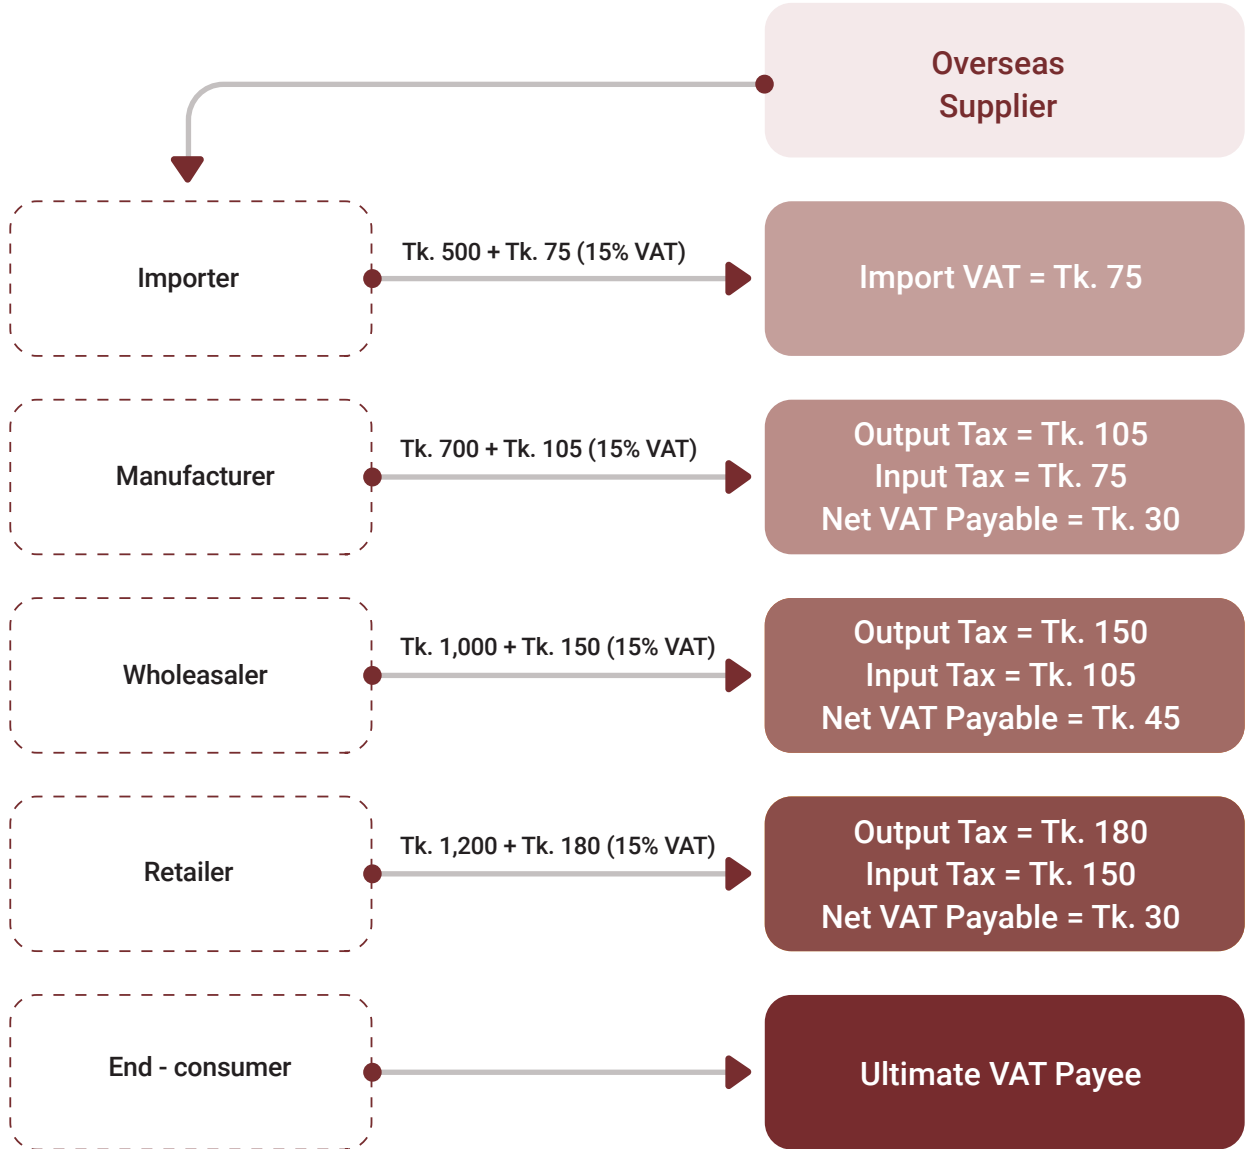 Overseas
Supplier
Importer
Tk. 500 + Tk. 75 (15% VAT)
Import VAT = Tk. 75
Manufacturer
Tk. 700 + Tk. 105 (15% VAT)
Output Tax = Tk. 105
Input Tax = Tk. 75
Net VAT Payable = Tk. 30
Wholeasaler
Tk. 1,000 + Tk. 150 (15% VAT)
Output Tax = Tk. 150
Input Tax = Tk. 105
Net VAT Payable = Tk. 45
Retailer
Tk. 1,200 + Tk. 180 (15% VAT)
Output Tax = Tk. 180
Input Tax = Tk. 150
Net VAT Payable = Tk. 30
End - consumer
Ultimate VAT Payee